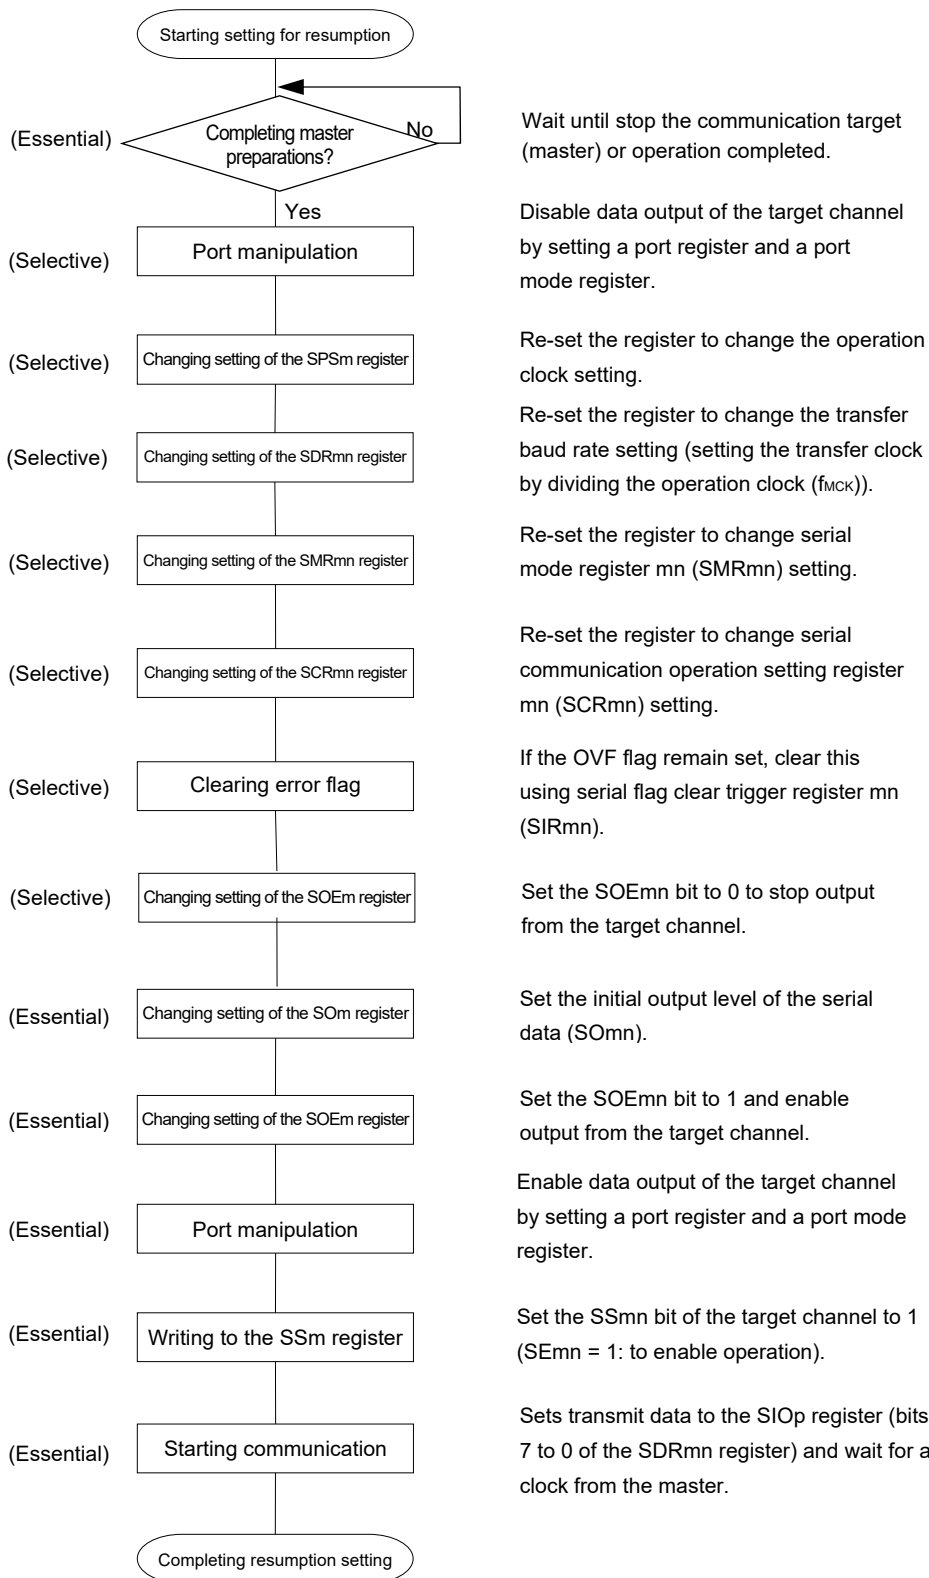 Starting setting for resumption
(Essential)
Completing master
preparations?
No
Wait until stop the communication target
(master) or operation completed.
Yes
(Selective)
Port manipulation
Disable data output of the target channel
by setting a port register and a port
mode register.
(Selective)
Changing setting of the SPSm register
Re-set the register to change the operation
clock setting.
(Selective)
Changing setting of the SDRmn register
Re-set the register to change the transfer
baud rate setting (setting the transfer clock
by dividing the operation clock (fMCK)).
(Selective)
Changing setting of the SMRmn register
Re-set the register to change serial
mode register mn (SMRmn) setting.
(Selective)
Changing setting of the SCRmn register
Re-set the register to change serial
communication operation setting register
mn (SCRmn) setting.
(Selective)
Clearing error flag
If the OVF flag remain set, clear this
using serial flag clear trigger register mn
(SIRmn).
(Selective)
Changing setting of the SOEm register
Set the SOEmn bit to 0 to stop output
from the target channel.
(Essential)
Changing setting of the SOm register
Set the initial output level of the serial
data (SOmn).
(Essential)
Changing setting of the SOEm register
Set the SOEmn bit to 1 and enable
output from the target channel.
(Essential)
Port manipulation
Enable data output of the target channel
by setting a port register and a port mode
register.
(Essential)
Writing to the SSm register
Set the SSmn bit of the target channel to 1
(SEmn = 1: to enable operation).
(Essential)
Starting communication
Sets transmit data to the SIOp register (bits
7 to 0 of the SDRmn register) and wait for a
clock from the master.
Completing resumption setting